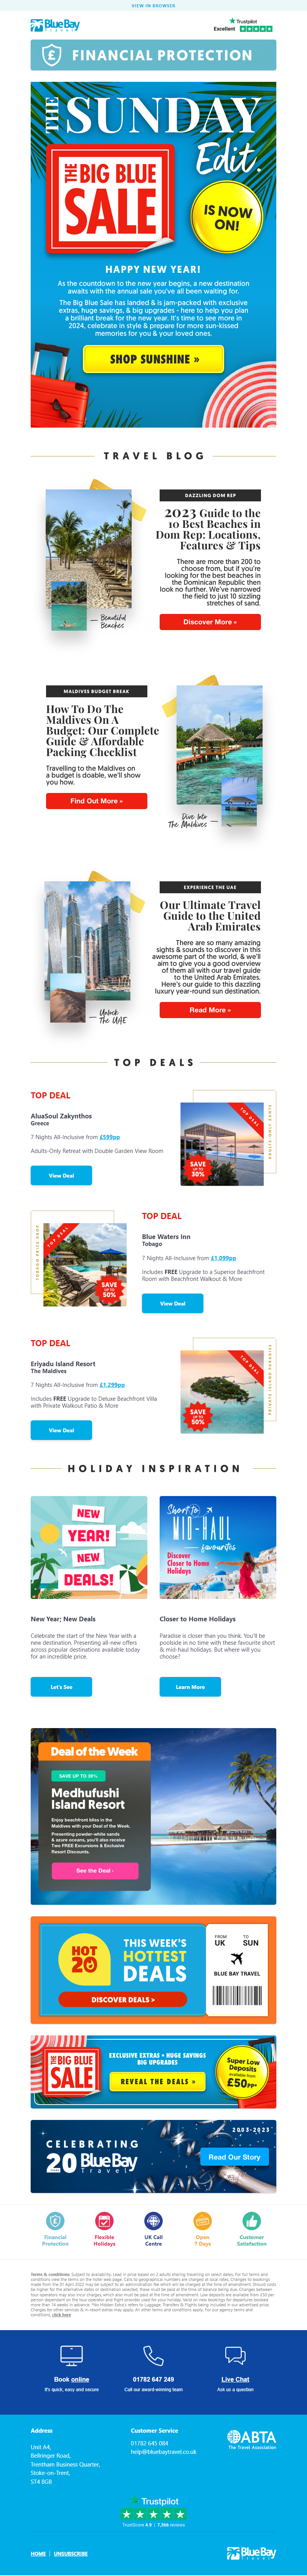 VIEW IN BROWSER
Blue Bay
Travel
Trustpilot
Excellent
FINANCIAL PROTECTION
THE SUNDAY
Edit.
THE BIG BLUE
SALE
IS NOW
ON!
HAPPY NEW YEAR!
As the countdown to the new year begins, a new destination
awaits with the annual sale you've all been waiting for.
The Big Blue Sale has landed & is jam-packed with exclusive
extras, huge savings, & big upgrades - here to help you plan
a brilliant break for the new year. It's time to see more in
2024, celebrate in style & prepare for more sun-kissed
memories for you & your loved ones.
SHOP SUNSHINE »
TRAVEL BLOG
Beautiful
Beaches
DAZZLING DOM REP
2023 Guide to the
10 Best Beaches in
Dom Rep: Locations,
Features & Tips
There are more than 200 to
choose from, but if you're
looking for the best beaches in
the Dominican Republic then
look no further. We've narrowed
the field to just 10 sizzling
stretches of sand.
Discover More »
MALDIVES BUDGET BREAK
How To Do The
Maldives On A
Budget: Our Complete
Guide & Affordable
Packing Checklist
Travelling to the Maldives on
a budget is doable, we'll show
you how.
Find Out More »
Dive Into
The Maldives
Unlock
The UAE
EXPERIENCE THE UAE
Our Ultimate Travel
Guide to the United
Arab Emirates
There are so many amazing
sights & sounds to discover in this
awesome part of the world, & we'll
aim to give you a good overview
of them all with our travel guide
to the United Arab Emirates.
Here's our guide to this dazzling
luxury year-round sun destination.
Read More »
TOP DEALS
TOP DEAL
AluaSoul Zakynthos
Greece
7 Nights All-Inclusive from £599pp
Adults-Only Retreat with Double Garden View Room
View Deal
TOP DEAL
ADULTS-ONLY ZANTE
SAVE
UP TO
30%
TOBAGO PRICE DROP
TOP DEAL
SAVE
UP TO
50%
TOP DEAL
Blue Waters Inn
Tobago
7 Nights All-Inclusive from £1,099pp
Includes FREE Upgrade to a Superior Beachfront
Room with Beachfront Walkout & More
View Deal
TOP DEAL
Eriyadu Island Resort
The Maldives
7 Nights All-Inclusive from £1,299pp
Includes FREE Upgrade to Deluxe Beachfront Villa
with Private Walkout Patio & More
View Deal
TOP DEAL
PRIVATE ISLAND PARADISE
SAVE
UP TO
50%
HOLIDAY INSPIRATION
NEW
YEAR!
NEW
DEALS!
New Year; New Deals
Celebrate the start of the New Year with a
new destination. Presenting all-new offers
across popular destinations available today
for an incredible price.
Let's See
Short to
MID-HAUL
favourites
Discover
Closer to Home
Holidays
Closer to Home Holidays
Paradise is closer than you think. You'll be
poolside in no time with these favourite short
& mid-haul holidays. But where will you
choose?
Learn More
Deal of the Week
SAVE UP TO 60%
Medhufushi
Island Resort
Enjoy beachfront bliss in the
Maldives with your Deal of the Week.
Presenting powder-white sands
& azure oceans, you'll also receive
Two FREE Excursions & Exclusive
Resort Discounts.
See the Deal ›
HOT
20
THIS WEEK'S
HOTTEST
DEALS
DISCOVER DEALS >
FROM
UK
TO
SUN
BLUE BAY TRAVEL
THE BIG BLUE
SALE
EXCLUSIVE EXTRAS + HUGE SAVINGS
BIG UPGRADES
REVEAL THE DEALS »
Super Low
Deposits
available from
£50pp*
CELEBRATING
20 Blue Bay
Travel
2003-2023
Read Our Story
Financial
Protection
Flexible
Holidays
UK Call
Centre
Open
7 Days
Customer
Satisfaction
Book online
It's quick, easy and secure
01782 647 249
Call our award-winning team
Live Chat
Ask us a question
Address
Unit A4,
Bellringer Road,
Trentham Business Quarter,
Stoke-on-Trent,
ST4 8GB
Customer Service
01782 645 084
help@bluebaytravel.co.uk
ABTA
The Travel Association
Trustpilot
TrustScore 4.9 | 7,366 reviews
HOME | UNSUBSCRIBE
Blue Bay
Travel